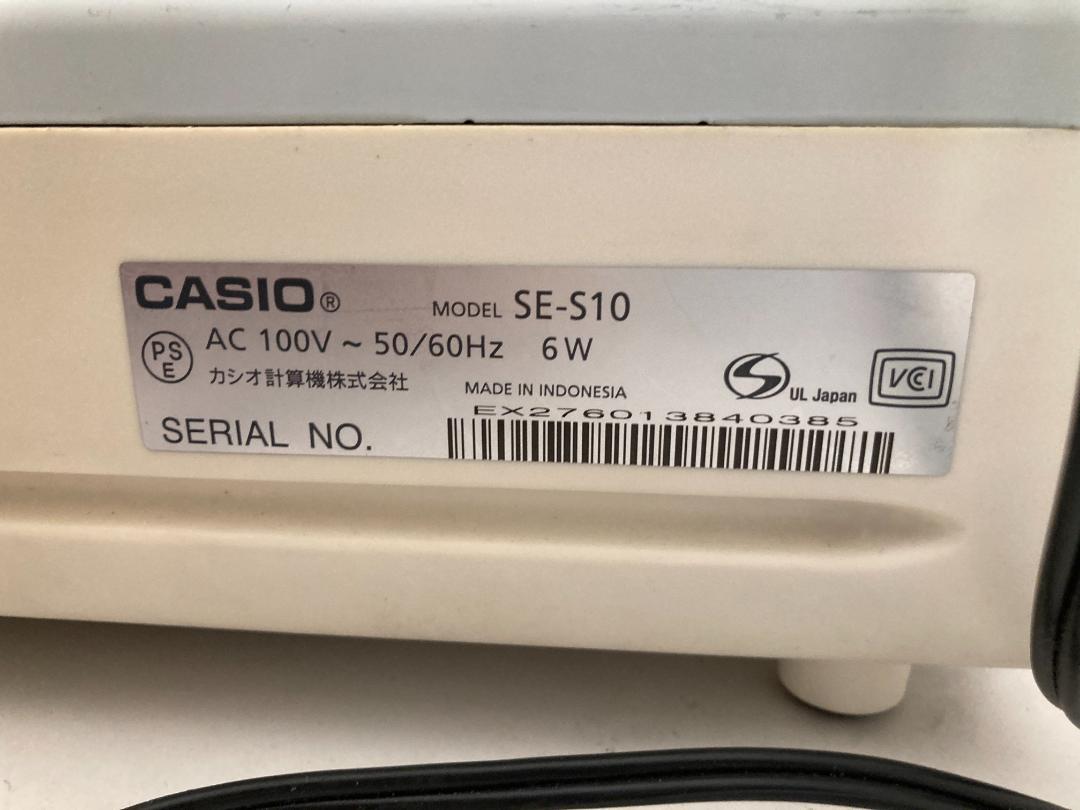 CASIO® MODEL SE-S10
PS
E
AC 100V ~ 50/60Hz 6W
カシオ計算機株式会社
MADE IN INDONESIA
S UL Japan
VCI
EX276013840385
SERIAL NO.